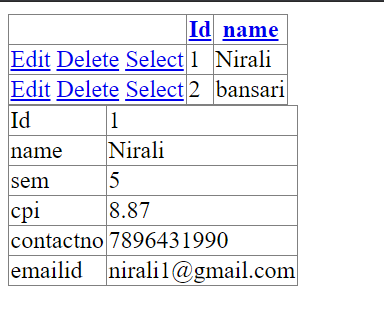 Id name
Edit Delete Select 1 Nirali
Edit Delete Select 2 bansari
Id 1
name Nirali
sem 5
cpi 8.87
contactno 7896431990
emailid nirali1@gmail.com